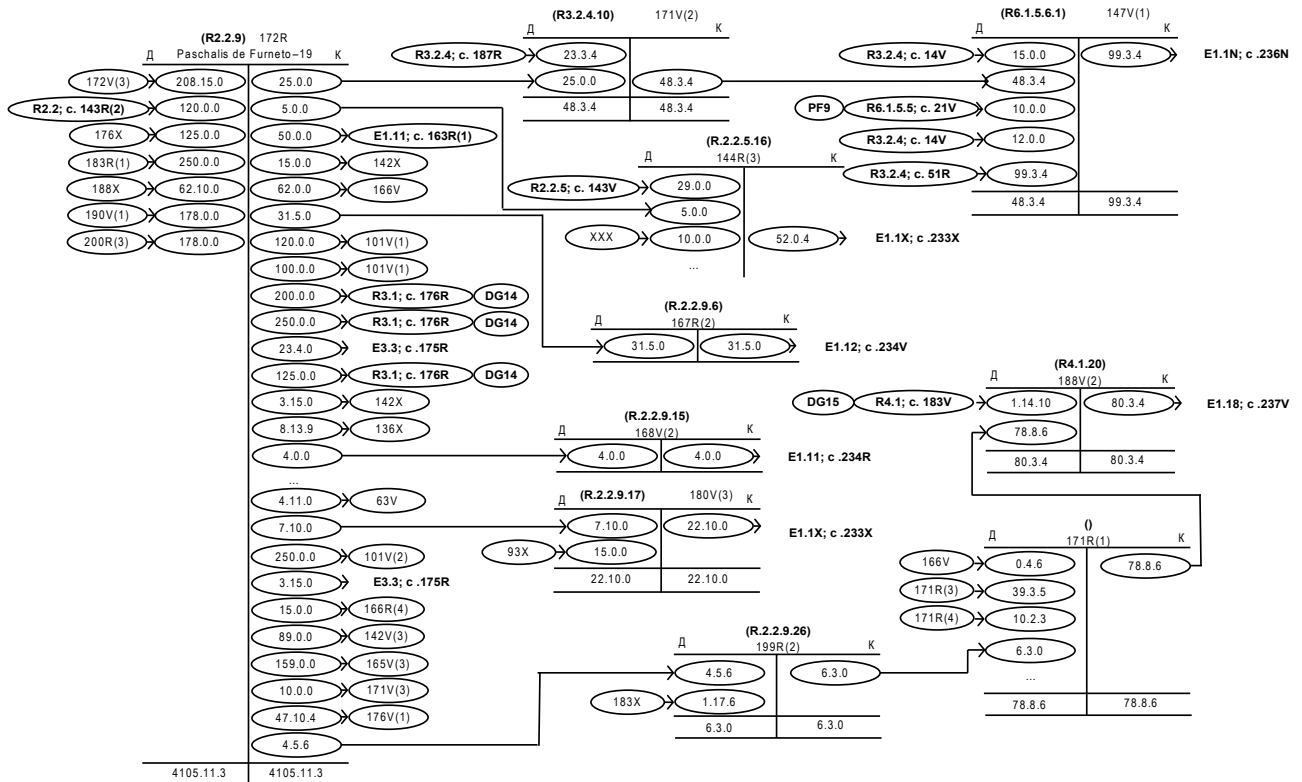 (R2.2.9) 172R
Д Paschalis de Furneto–19 К
172V(3) 208.15.0 25.0.0
R2.2; c. 143R(2) 120.0.0 5.0.0
176X 125.0.0 50.0.0 E1.11; c. 163R(1)
183R(1) 250.0.0 15.0.0 142X
188X 62.10.0 62.0.0 166V
190V(1) 178.0.0 31.5.0
200R(3) 178.0.0 120.0.0 101V(1)
100.0.0 101V(1)
200.0.0 R3.1; c. 176R DG14
250.0.0 R3.1; c. 176R DG14
23.4.0 E3.3; c .175R
125.0.0 R3.1; c. 176R DG14
3.15.0 142X
8.13.9 136X
4.0.0
...
4.11.0 63V
7.10.0
250.0.0 101V(2)
3.15.0 E3.3; c .175R
15.0.0 166R(4)
89.0.0 142V(3)
159.0.0 165V(3)
10.0.0 171V(3)
47.10.4 176V(1)
4.5.6
4105.11.3 4105.11.3
(R3.2.4.10) 171V(2)
Д К
R3.2.4; c. 187R 23.3.4
25.0.0 48.3.4
48.3.4 48.3.4
(R6.1.5.6.1) 147V(1)
Д К
R3.2.4; c. 14V 15.0.0 99.3.4 E1.1N; c .236N
48.3.4
PF9 R6.1.5.5; c. 21V 10.0.0
R3.2.4; c. 14V 12.0.0
R3.2.4; c. 51R 99.3.4
48.3.4 99.3.4
(R.2.2.5.16)
Д 144R(3) К
R2.2.5; c. 143V 29.0.0
5.0.0
XXX 10.0.0 52.0.4 E1.1X; c .233X
...
(R.2.2.9.6)
Д 167R(2) К
31.5.0 31.5.0 E1.12; c .234V
(R4.1.20)
Д 188V(2) К
DG15 R4.1; c. 183V 1.14.10 80.3.4 E1.18; c .237V
78.8.6
80.3.4 80.3.4
(R.2.2.9.15)
Д 168V(2) К
4.0.0 4.0.0 E1.11; c .234R
(R.2.2.9.17) 180V(3)
Д К
7.10.0 22.10.0 E1.1X; c .233X
93X 15.0.0
22.10.0 22.10.0
()
Д 171R(1) К
166V 0.4.6 78.8.6
171R(3) 39.3.5
171R(4) 10.2.3
6.3.0
...
78.8.6 78.8.6
(R.2.2.9.26)
Д 199R(2) К
4.5.6 6.3.0
183X 1.17.6
6.3.0 6.3.0